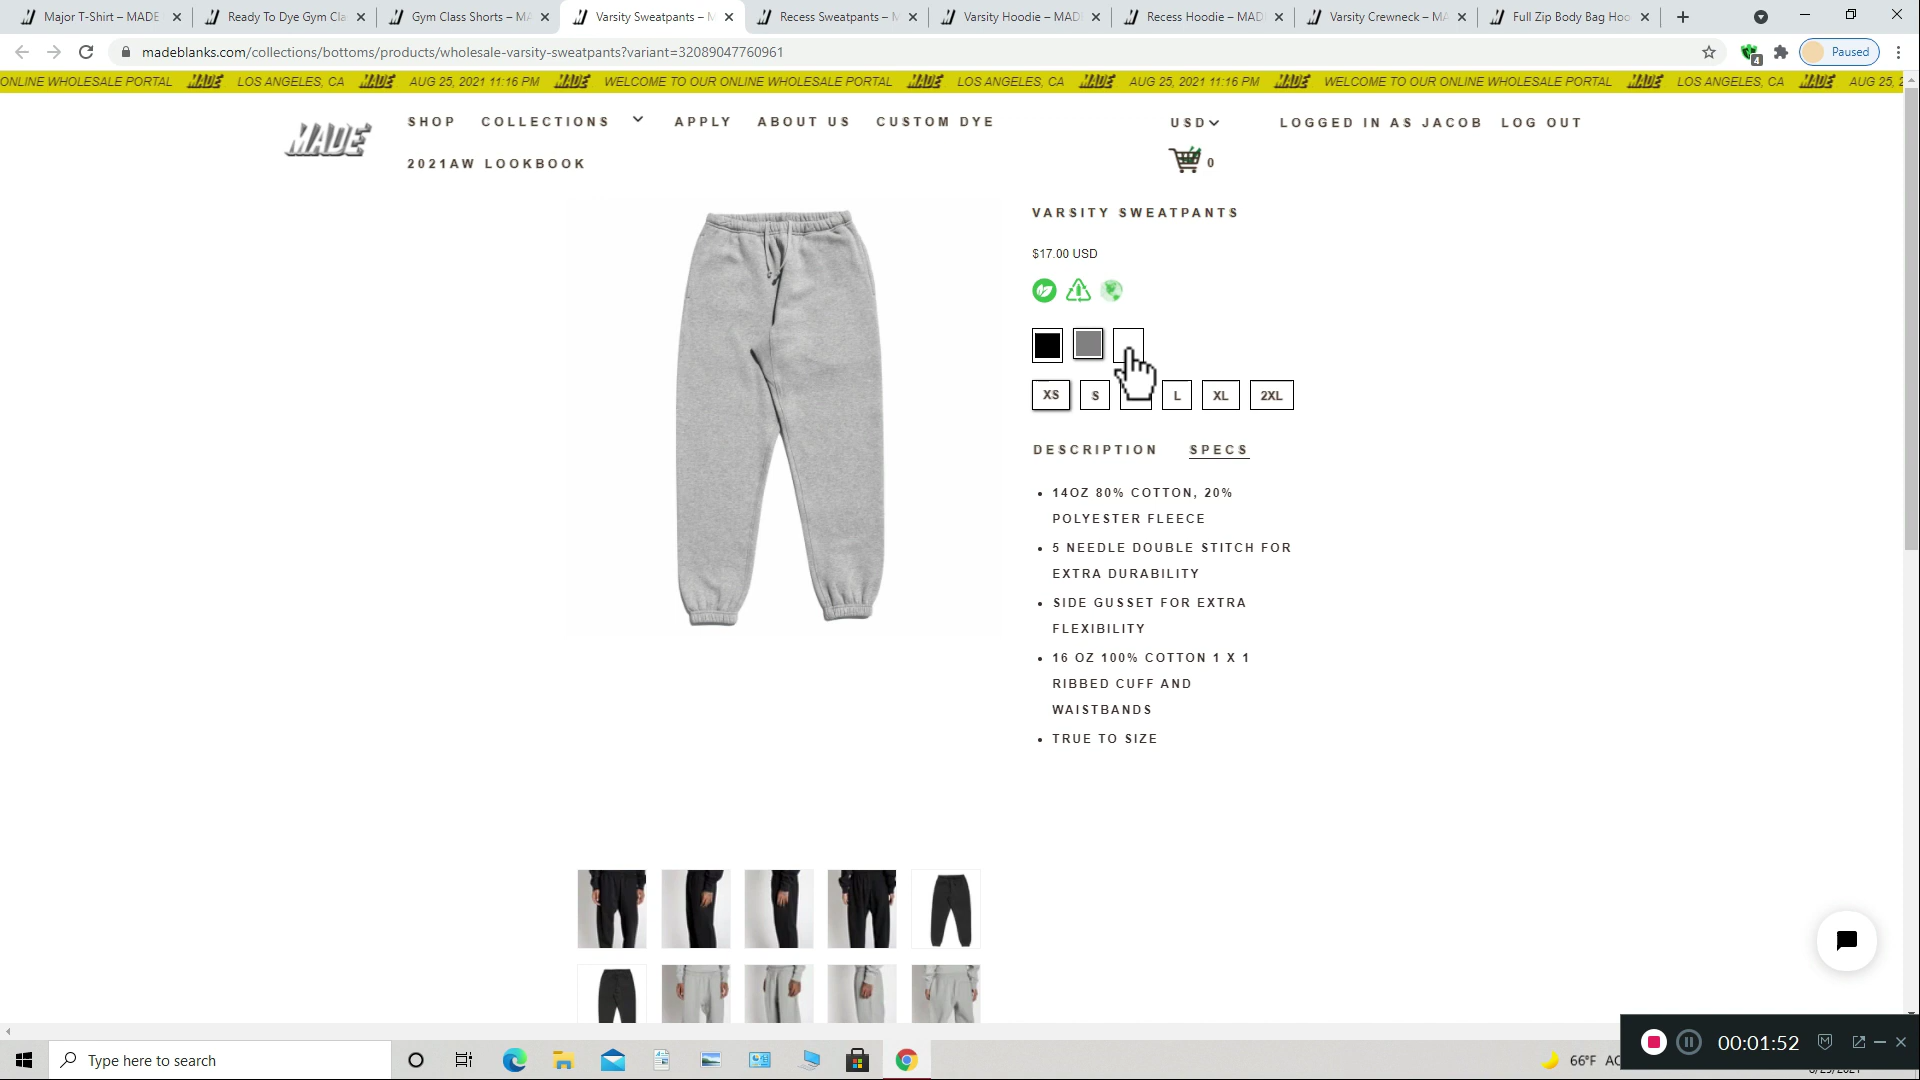 Major T-Shirt – MADE
Ready To Dye Gym Cla
Gym Class Shorts – MA
Varsity Sweatpants – M
Recess Sweatpants – M
Varsity Hoodie – MAD
Recess Hoodie – MAD
Varsity Crewneck – MA
Full Zip Body Bag Hoo
madeblanks.com/collections/bottoms/products/wholesale-varsity-sweatpants?variant=32089047760961
4
Paused
ONLINE WHOLESALE PORTAL MADE LOS ANGELES, CA MADE AUG 25, 2021 11:16 PM MADE WELCOME TO OUR ONLINE WHOLESALE PORTAL MADE LOS ANGELES, CA MADE AUG 25, 2021 11:16 PM MADE WELCOME TO OUR ONLINE WHOLESALE PORTAL MADE LOS ANGELES, CA MADE AUG 25, 2
MADE
SHOP COLLECTIONS APPLY ABOUT US CUSTOM DYE
2021AW LOOKBOOK
USD
LOGGED IN AS JACOB LOG OUT
0
VARSITY SWEATPANTS
$17.00 USD
XS S L XL 2XL
DESCRIPTION SPECS
14OZ 80% COTTON, 20%
POLYESTER FLEECE
5 NEEDLE DOUBLE STITCH FOR
EXTRA DURABILITY
SIDE GUSSET FOR EXTRA
FLEXIBILITY
16 OZ 100% COTTON 1 X 1
RIBBED CUFF AND
WAISTBANDS
TRUE TO SIZE
Type here to search
66°F AC
00:01:52